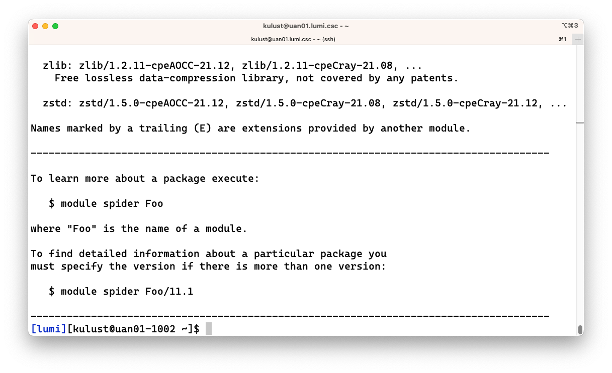 kulust@uan01.lumi.csc - ~
⌥⌘3
kulust@uan01.lumi.csc - ~ (ssh)
⌘1
zlib: zlib/1.2.11-cpeAOCC-21.12, zlib/1.2.11-cpeCray-21.08, ...
Free lossless data-compression library, not covered by any patents.
zstd: zstd/1.5.0-cpeAOCC-21.12, zstd/1.5.0-cpeCray-21.08, zstd/1.5.0-cpeCray-21.12, ...
Names marked by a trailing (E) are extensions provided by another module.
--------------------------------------------------------------------------------------
To learn more about a package execute:
$ module spider Foo
where "Foo" is the name of a module.
To find detailed information about a particular package you
must specify the version if there is more than one version:
$ module spider Foo/11.1
--------------------------------------------------------------------------------------
[lumi][kulust@uan01-1002 ~]$